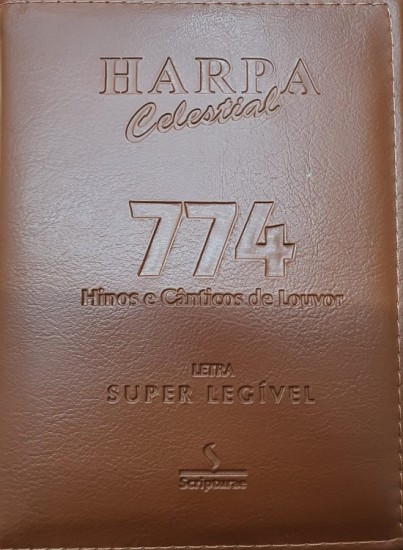 HARPA
Celestial
774
Hinos e Cânticos de Louvor
LETRA
SUPER LEGÍVEL
Scripturae